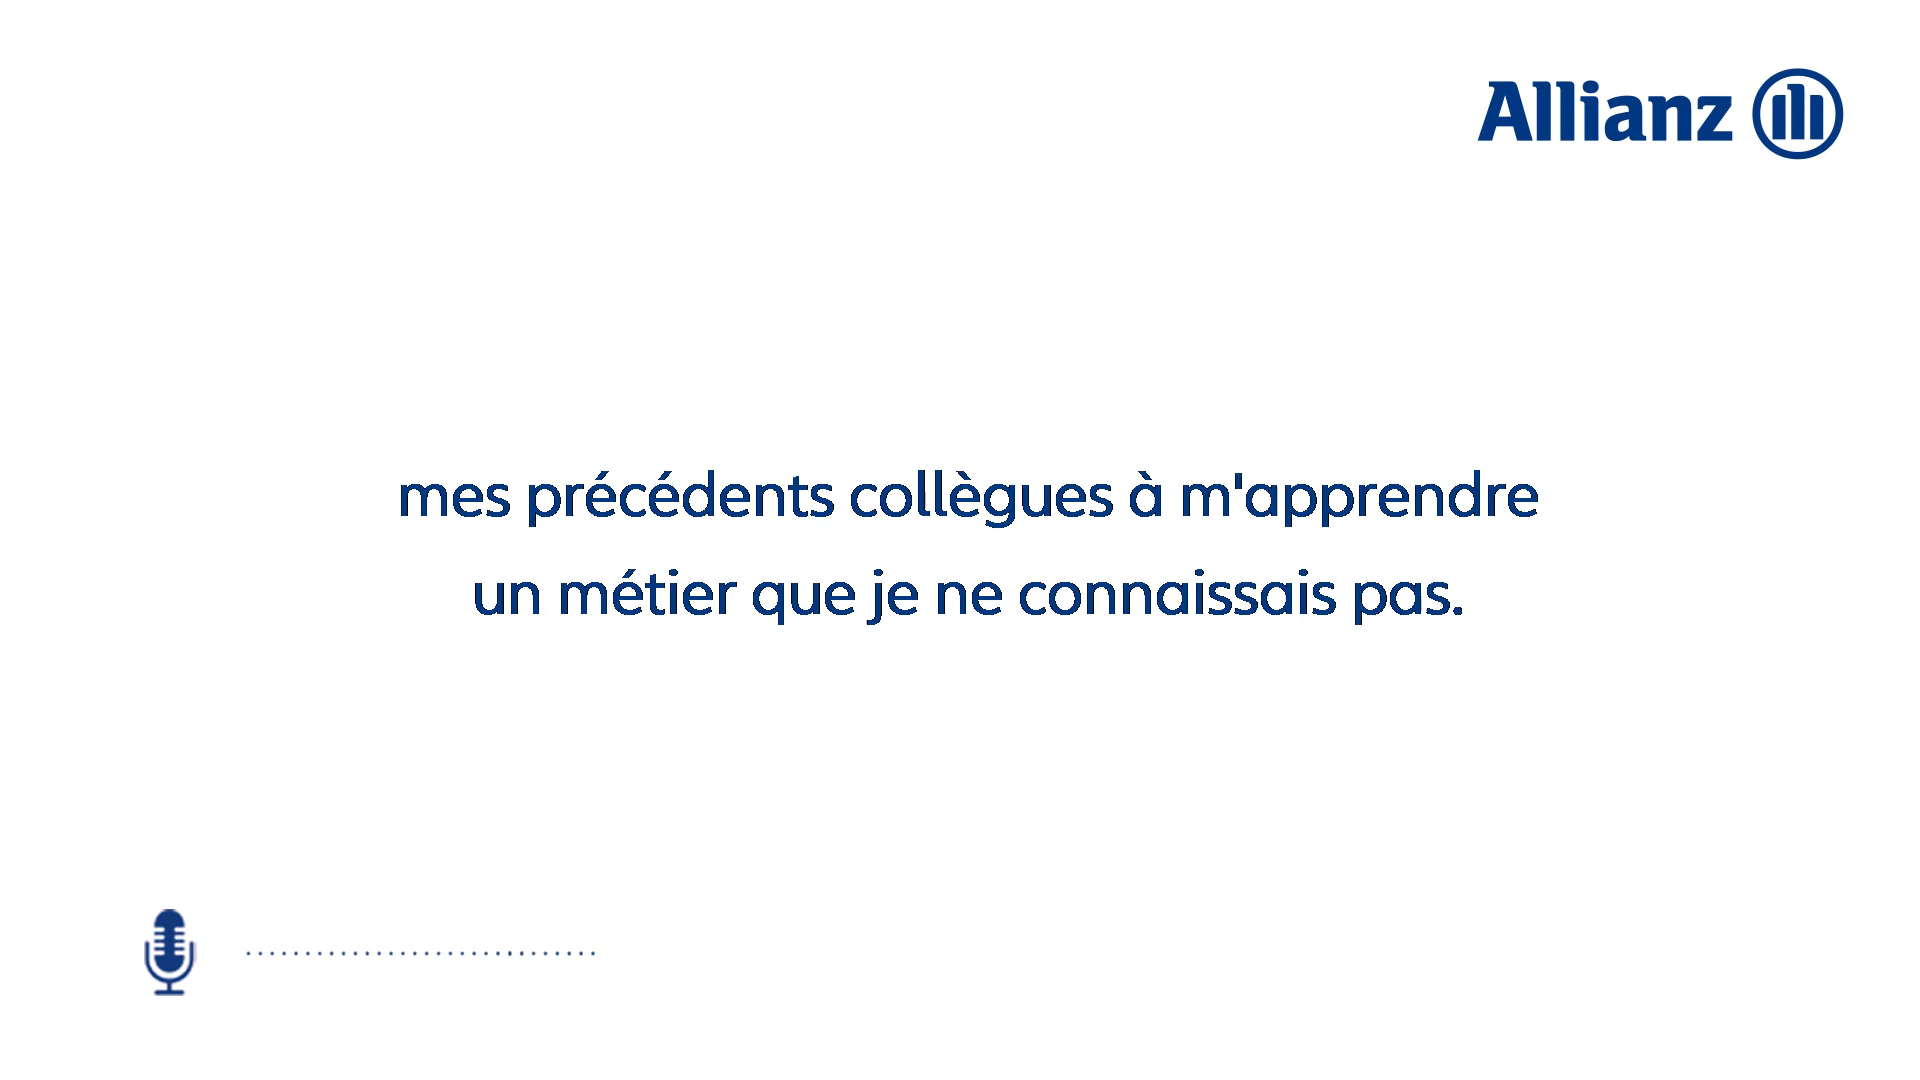 Allianz
mes précédents collègues à m'apprendre
un métier que je ne connaissais pas.